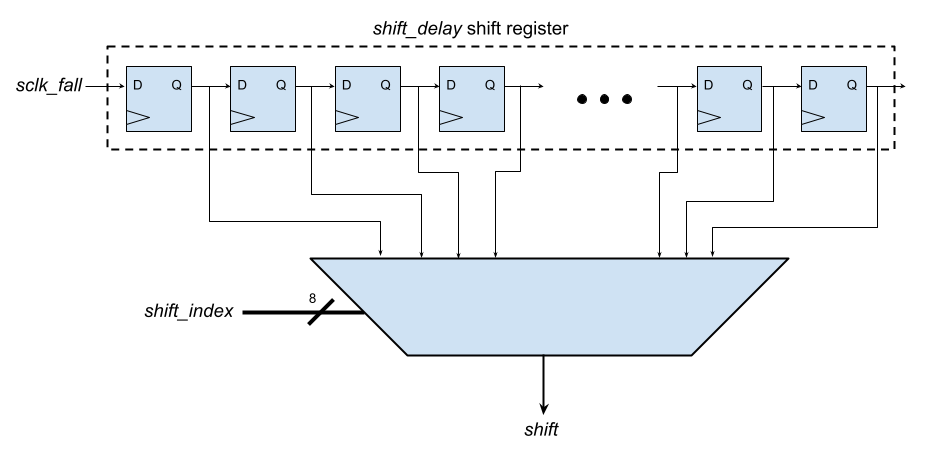 shift_delay shift register
sclk_fall
D Q
D Q
D Q
D Q
D Q
D Q
shift_index
8
shift